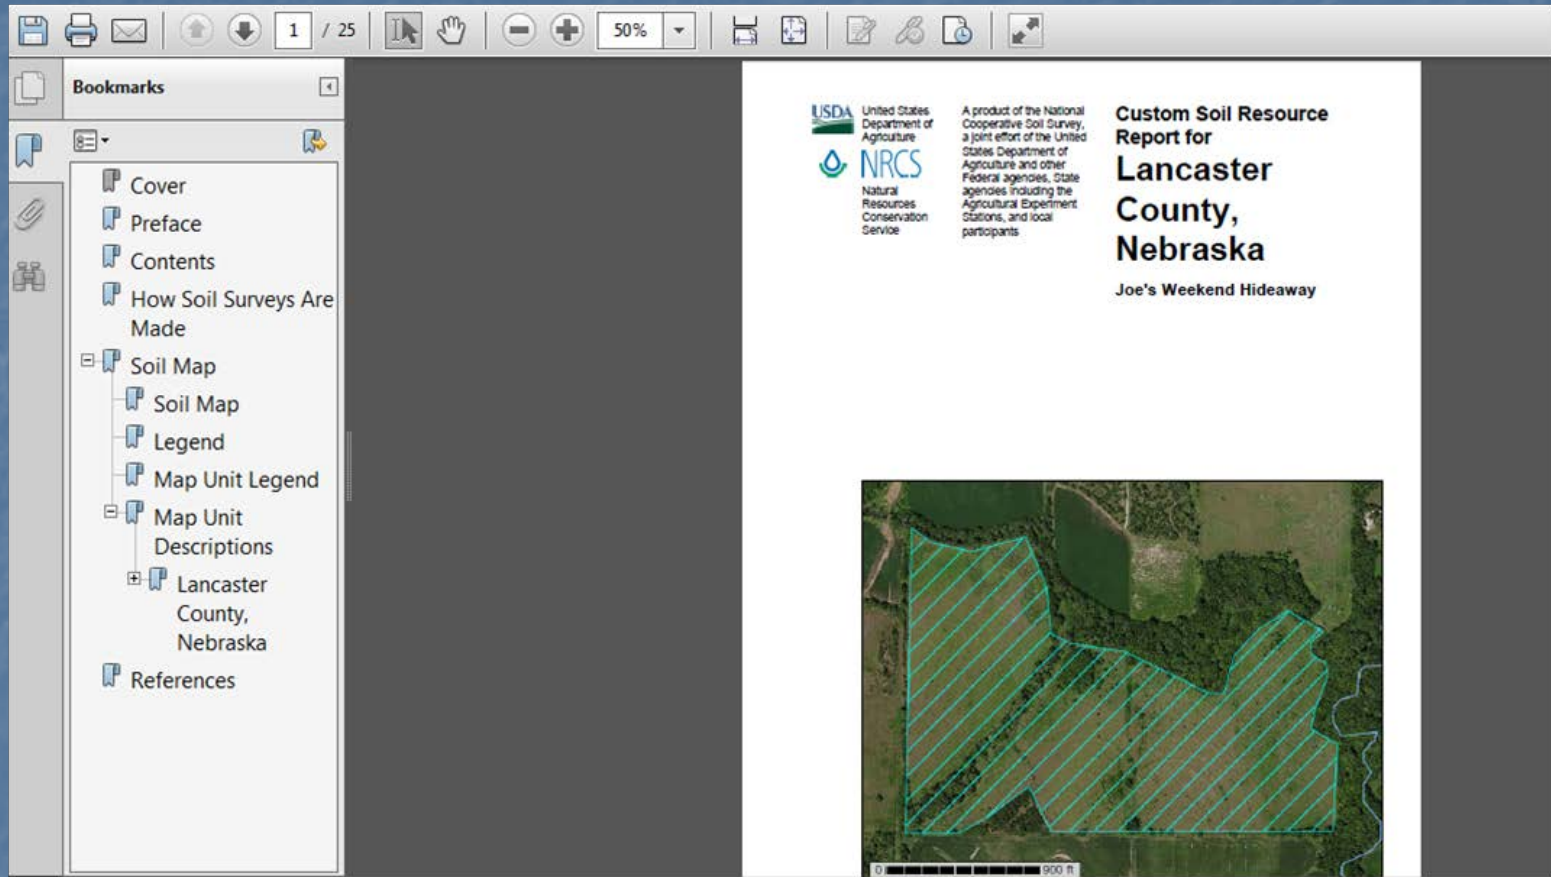 1 / 25
50%
Bookmarks
Cover
Preface
Contents
How Soil Surveys Are
Made
Soil Map
Soil Map
Legend
Map Unit Legend
Map Unit
Descriptions
Lancaster
County,
Nebraska
References
USDA
United States
Department of
Agriculture
NRCS
Natural
Resources
Conservation
Service
A product of the National
Cooperative Soil Survey,
a joint effort of the United
States Department of
Agriculture and other
Federal agencies, State
agencies including the
Agricultural Experiment
Stations, and local
participants
Custom Soil Resource
Report for
Lancaster
County,
Nebraska
Joe's Weekend Hideaway
0 900 ft